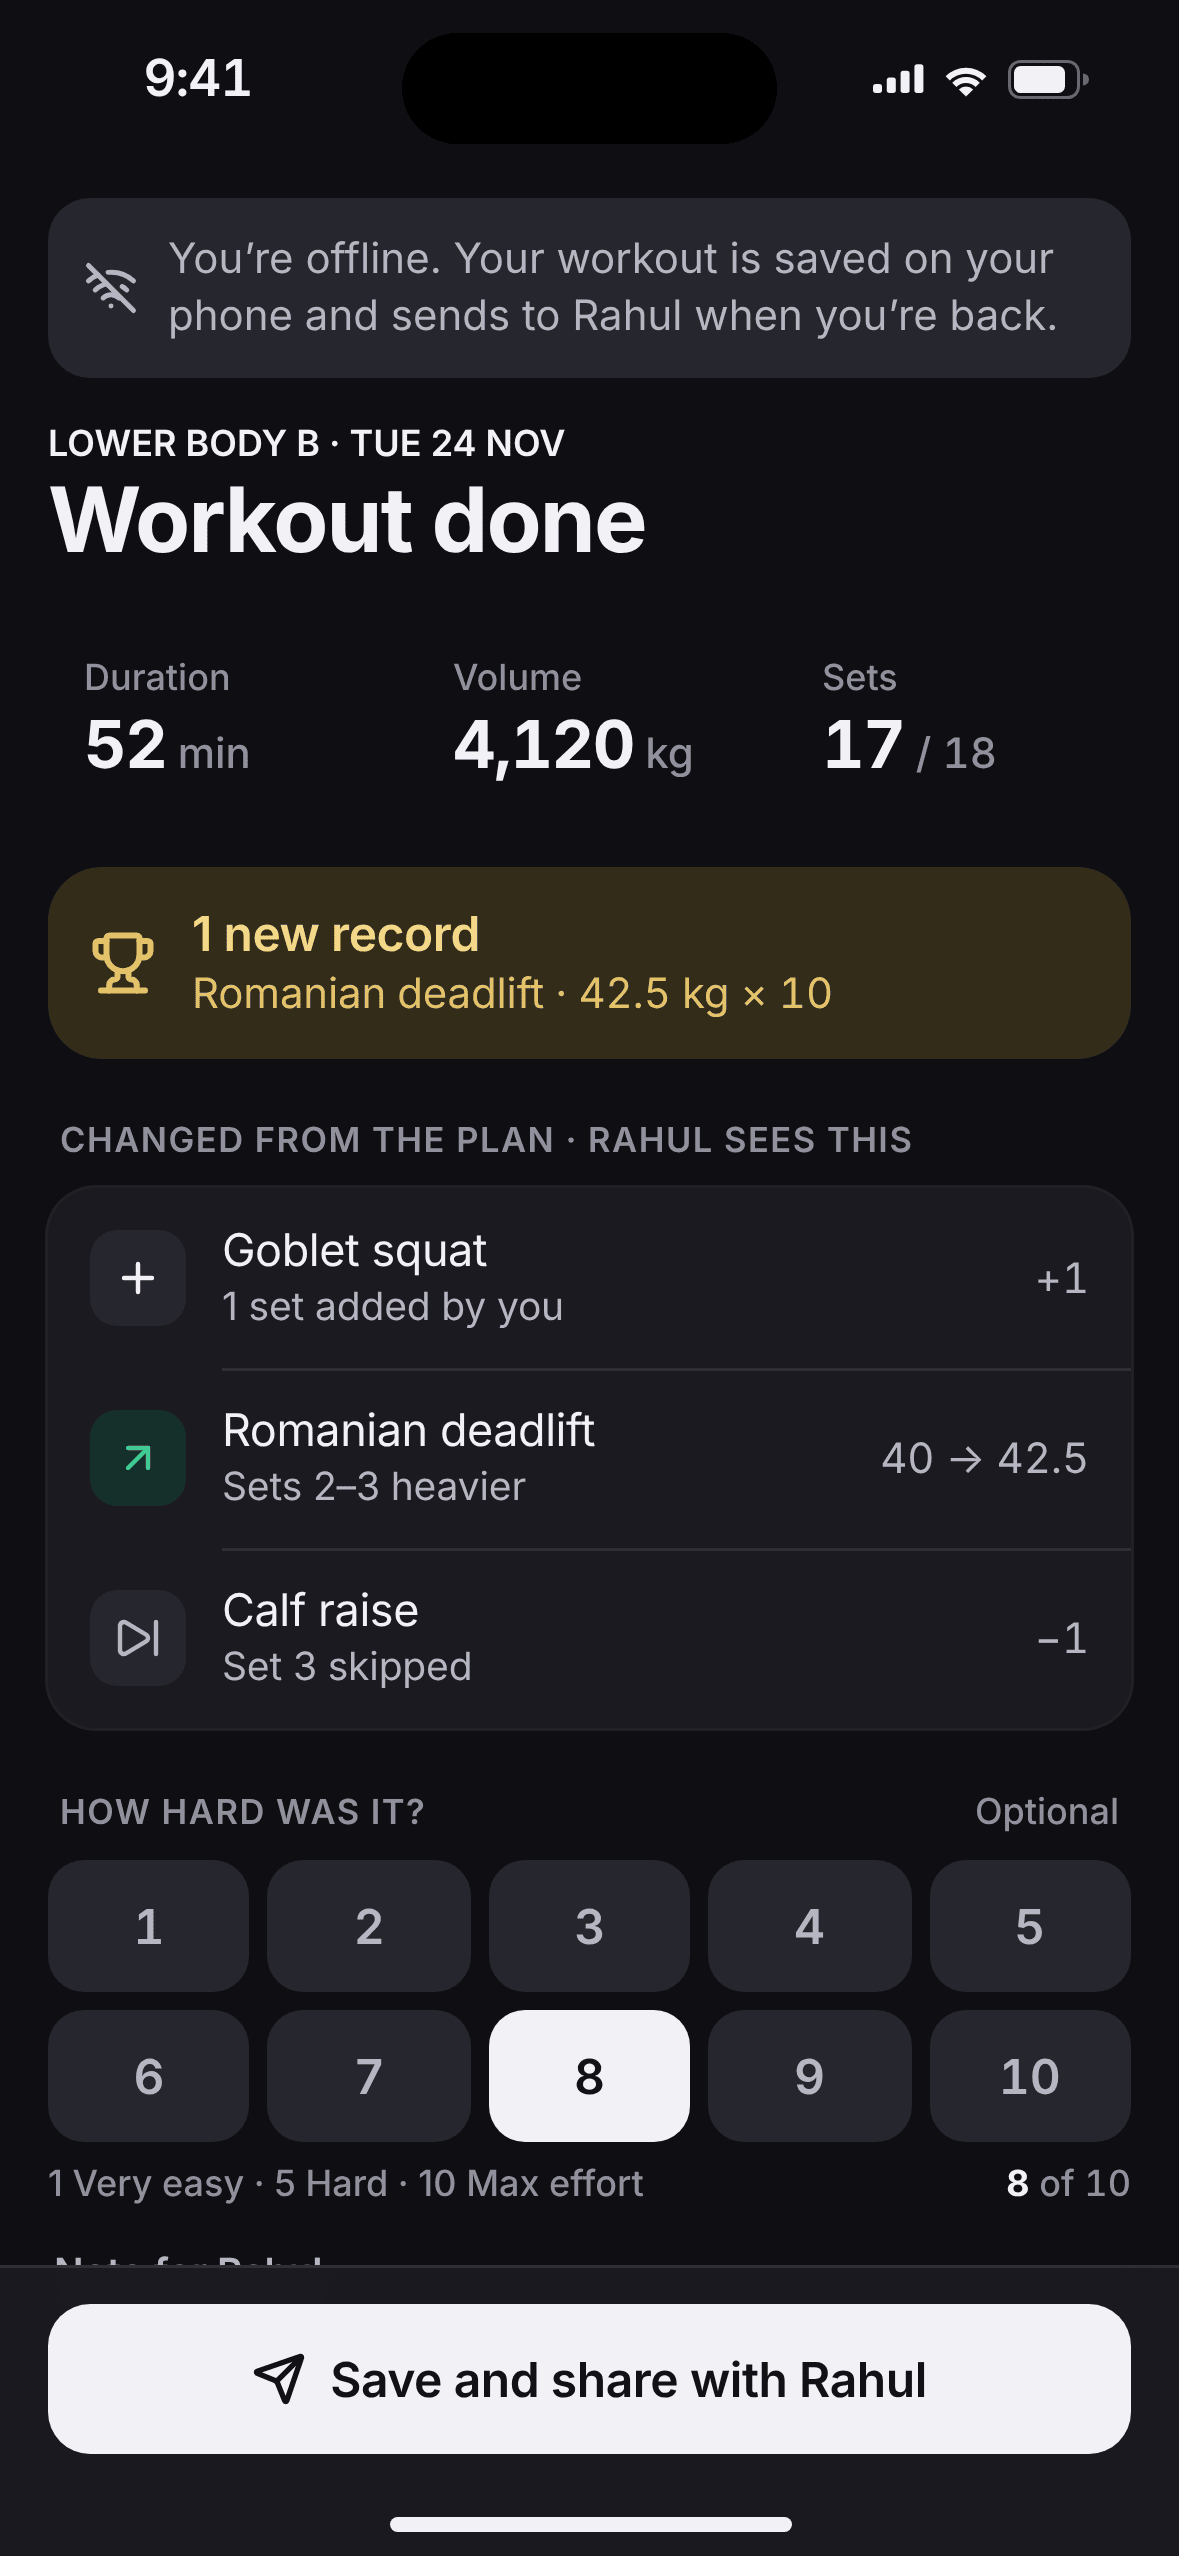 9:41
You’re offline. Your workout is saved on your
phone and sends to Rahul when you’re back.
LOWER BODY B · TUE 24 NOV
Workout done
Duration
52 min
Volume
4,120 kg
Sets
17 / 18
1 new record
Romanian deadlift · 42.5 kg × 10
CHANGED FROM THE PLAN · RAHUL SEES THIS
Goblet squat
1 set added by you
+1
Romanian deadlift
Sets 2–3 heavier
40 → 42.5
Calf raise
Set 3 skipped
−1
HOW HARD WAS IT?
Optional
1 2 3 4 5
6 7 8 9 10
1 Very easy · 5 Hard · 10 Max effort
8 of 10
Note for Rahul
Save and share with Rahul